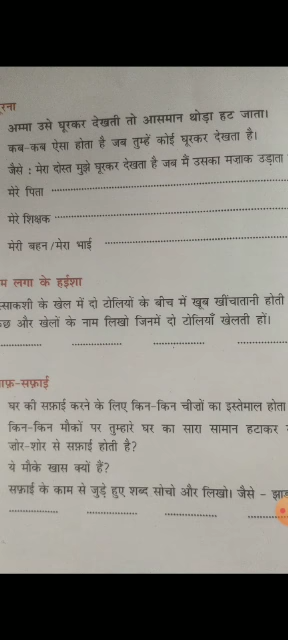 रना
अम्मा उसे घूरकर देखती तो आसमान थोड़ा हट जाता।
कब-कब ऐसा होता है जब तुम्हें कोई घूरकर देखता है।
जैसे : मेरा दोस्त मुझे घूरकर देखता है जब मैं उसका मज़ाक उड़ाता
मेरे पिता
मेरे शिक्षक
मेरी बहन/मेरा भाई
म लगा के हईशा
स्साकशी के खेल में दो टोलियों के बीच में खूब खींचातानी होती
छ और खेलों के नाम लिखो जिनमें दो टोलियाँ खेलती हों।
फ़-सफ़ाई
घर की सफ़ाई करने के लिए किन-किन चीज़ों का इस्तेमाल होता
किन-किन मौकों पर तुम्हारे घर का सारा सामान हटाकर
ज़ोर-शोर से सफ़ाई होती है?
ये मौके खास क्यों हैं?
सफ़ाई के काम से जुड़े हुए शब्द सोचो और लिखो। जैसे –